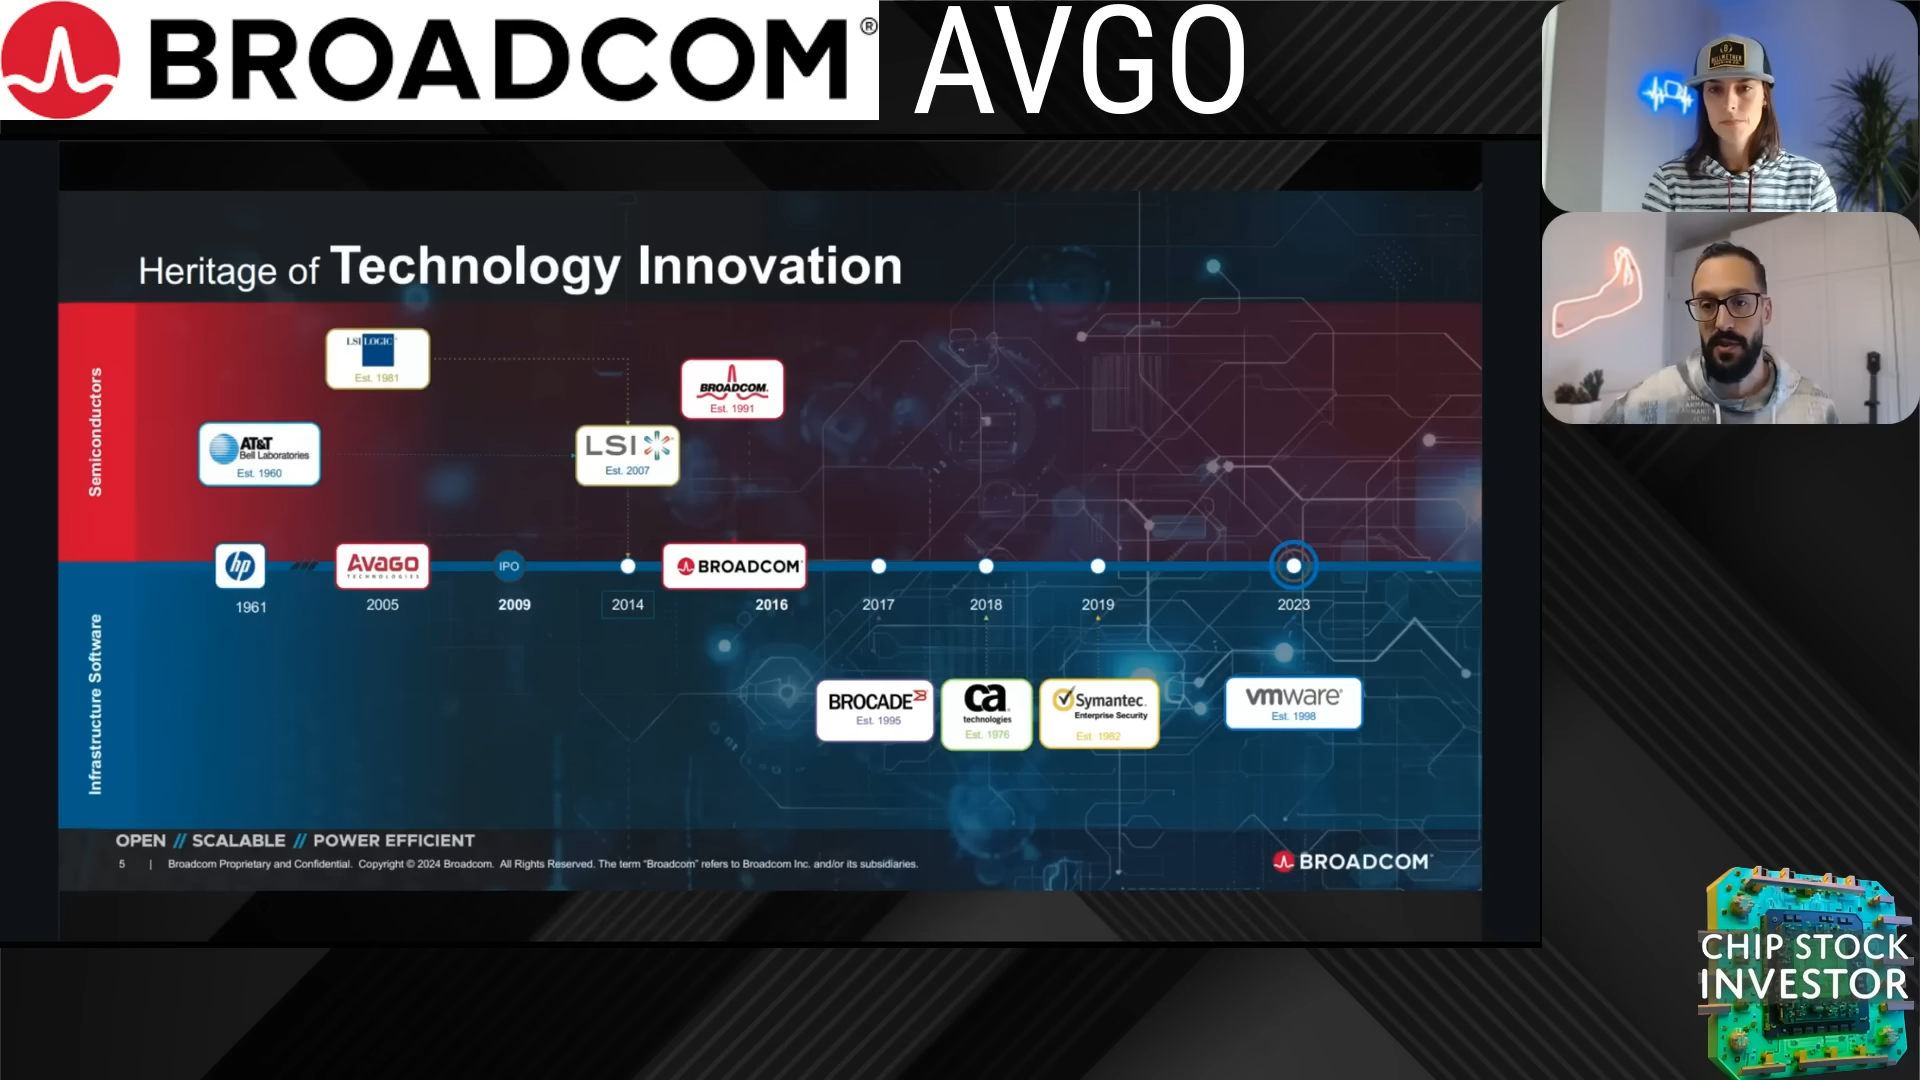 BROADCOM®
AVGO
Heritage of Technology Innovation
Semiconductors
LSI LOGIC
Est. 1981
BROADCOM.
Est. 1991
AT&T
Bell Laboratories
Est. 1960
LSI
Est. 2007
hp
AVAGO
TECHNOLOGIES
IPO
BROADCOM
1961
2005
2009
2014
2016
2017
2018
2019
2023
Infrastructure Software
BROCADE
Est. 1995
ca
technologies
Est. 1976
Symantec.
Enterprise Security
Est. 1982
vmware
Est. 1998
OPEN // SCALABLE // POWER EFFICIENT
5 | Broadcom Proprietary and Confidential. Copyright © 2024 Broadcom. All Rights Reserved. The term "Broadcom" refers to Broadcom Inc. and/or its subsidiaries.
BROADCOM
CHIP STOCK
INVESTOR